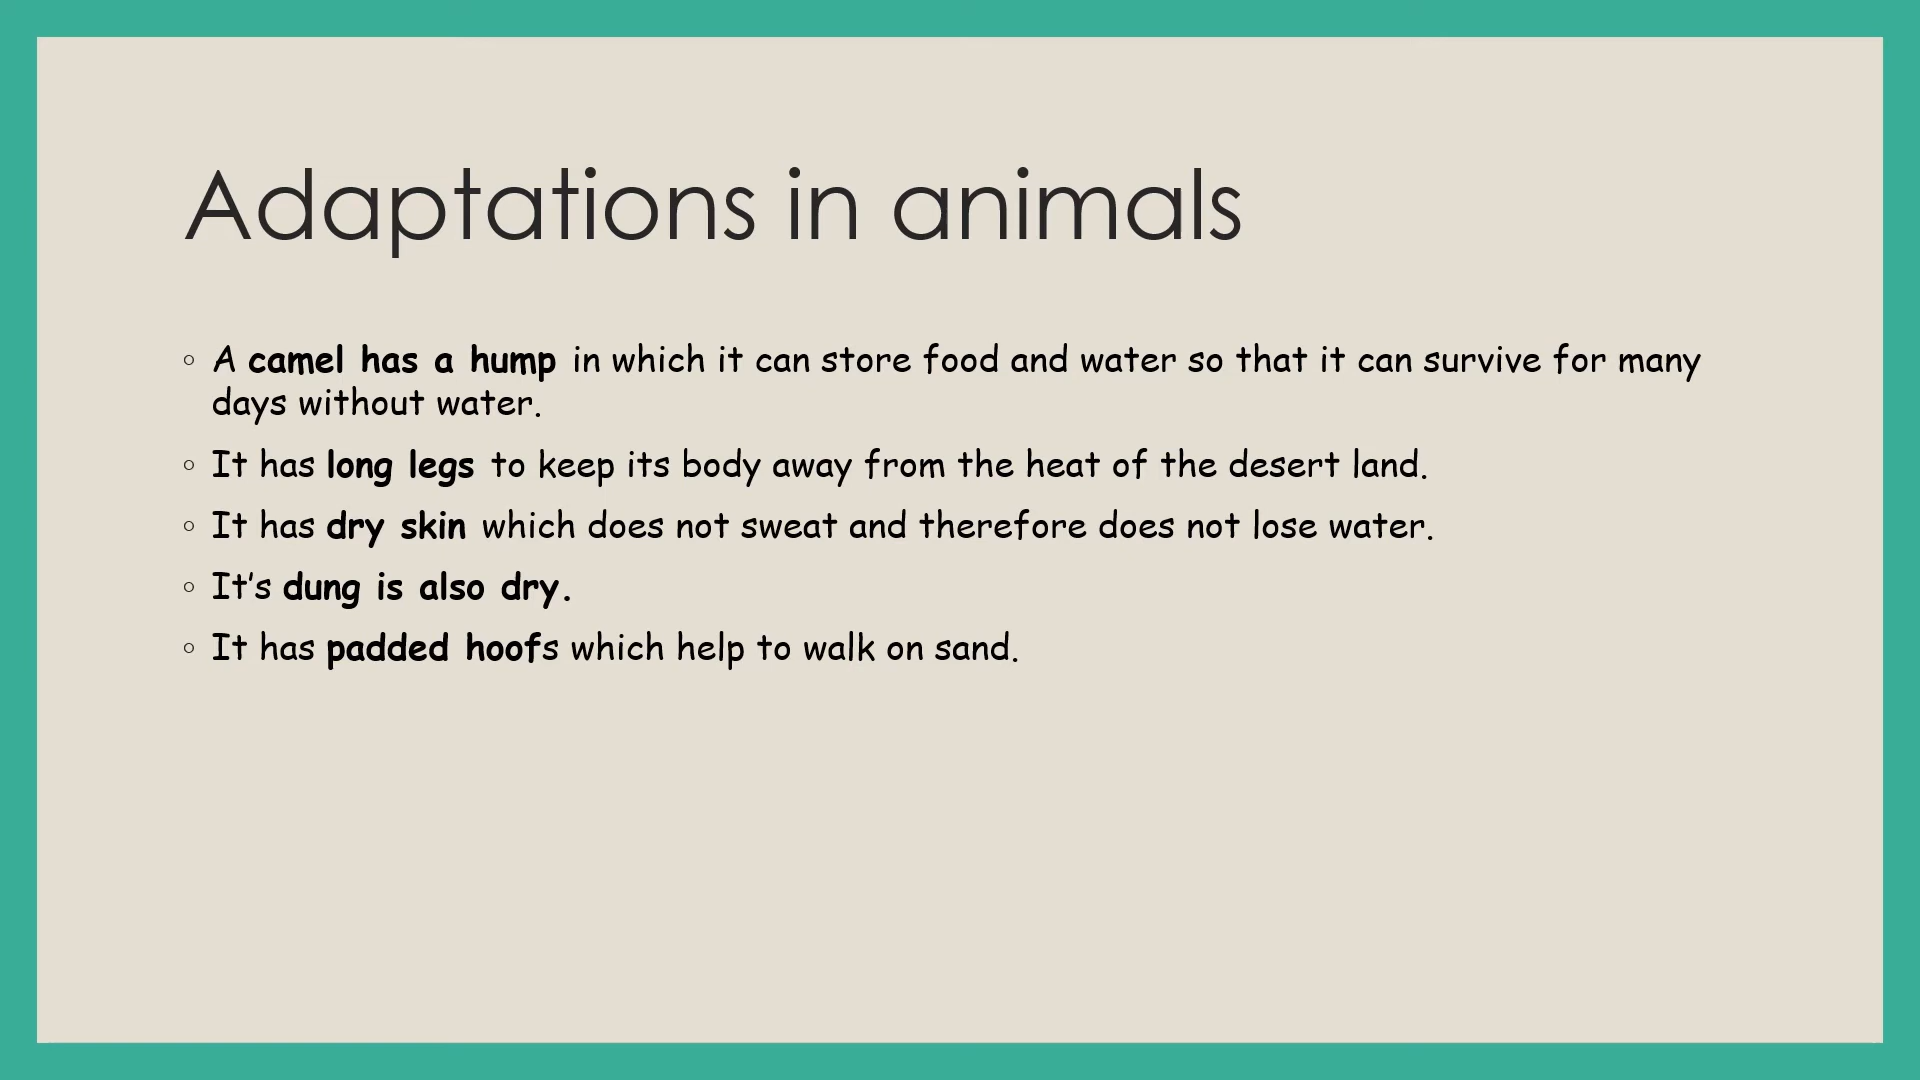 Adaptations in animals
◦ A camel has a hump in which it can store food and water so that it can survive for many
days without water.
◦ It has long legs to keep its body away from the heat of the desert land.
◦ It has dry skin which does not sweat and therefore does not lose water.
◦ It’s dung is also dry.
◦ It has padded hoofs which help to walk on sand.